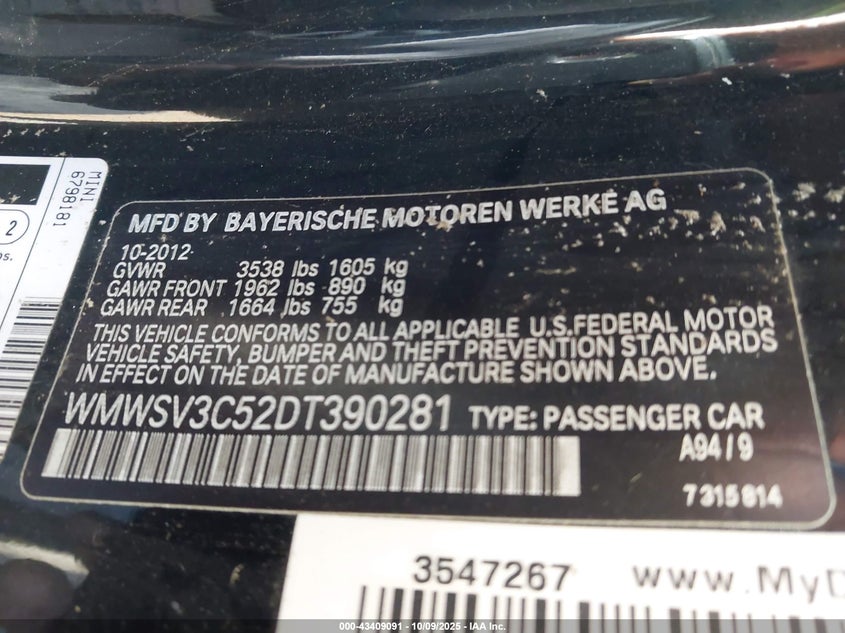 MINI
6798181
2
bs.
MFD BY BAYERISCHE MOTOREN WERKE AG
10-2012
GVWR 3538 lbs 1605 kg
GAWR FRONT 1962 lbs 890 kg
GAWR REAR 1664 lbs 755 kg
THIS VEHICLE CONFORMS TO ALL APPLICABLE U.S.FEDERAL MOTOR
VEHICLE SAFETY, BUMPER AND THEFT PREVENTION STANDARDS
IN EFFECT ON THE DATE OF MANUFACTURE SHOWN ABOVE.
WMWSV3C52DT390281 TYPE: PASSENGER CAR
A94/9
7315814
3547267 www.MyD
000-43409091 - 10/09/2025 - IAA Inc.